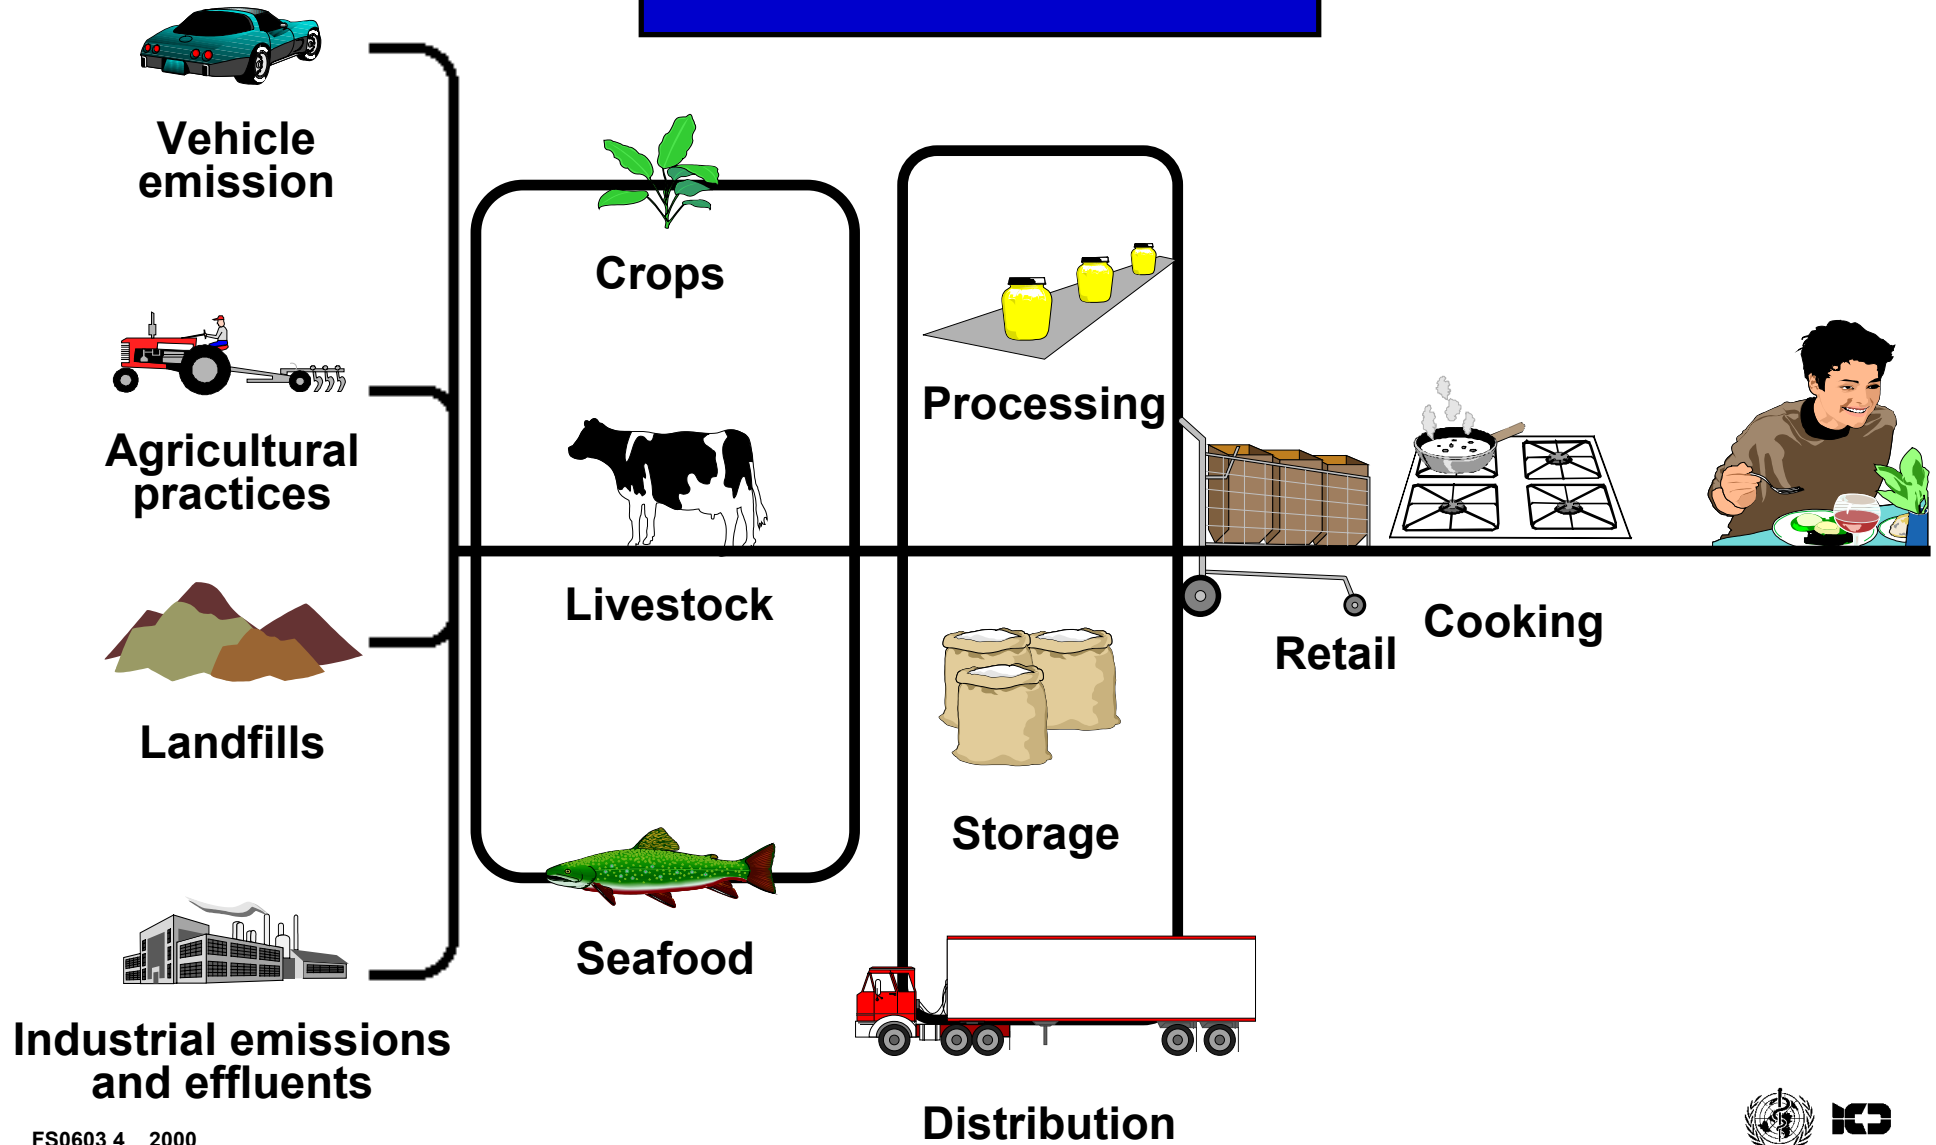 Vehicle
emission
Agricultural
practices
Landfills
Industrial emissions
and effluents
Crops
Livestock
Seafood
Processing
Storage
Distribution
Retail
Cooking
FS0603 4 2000